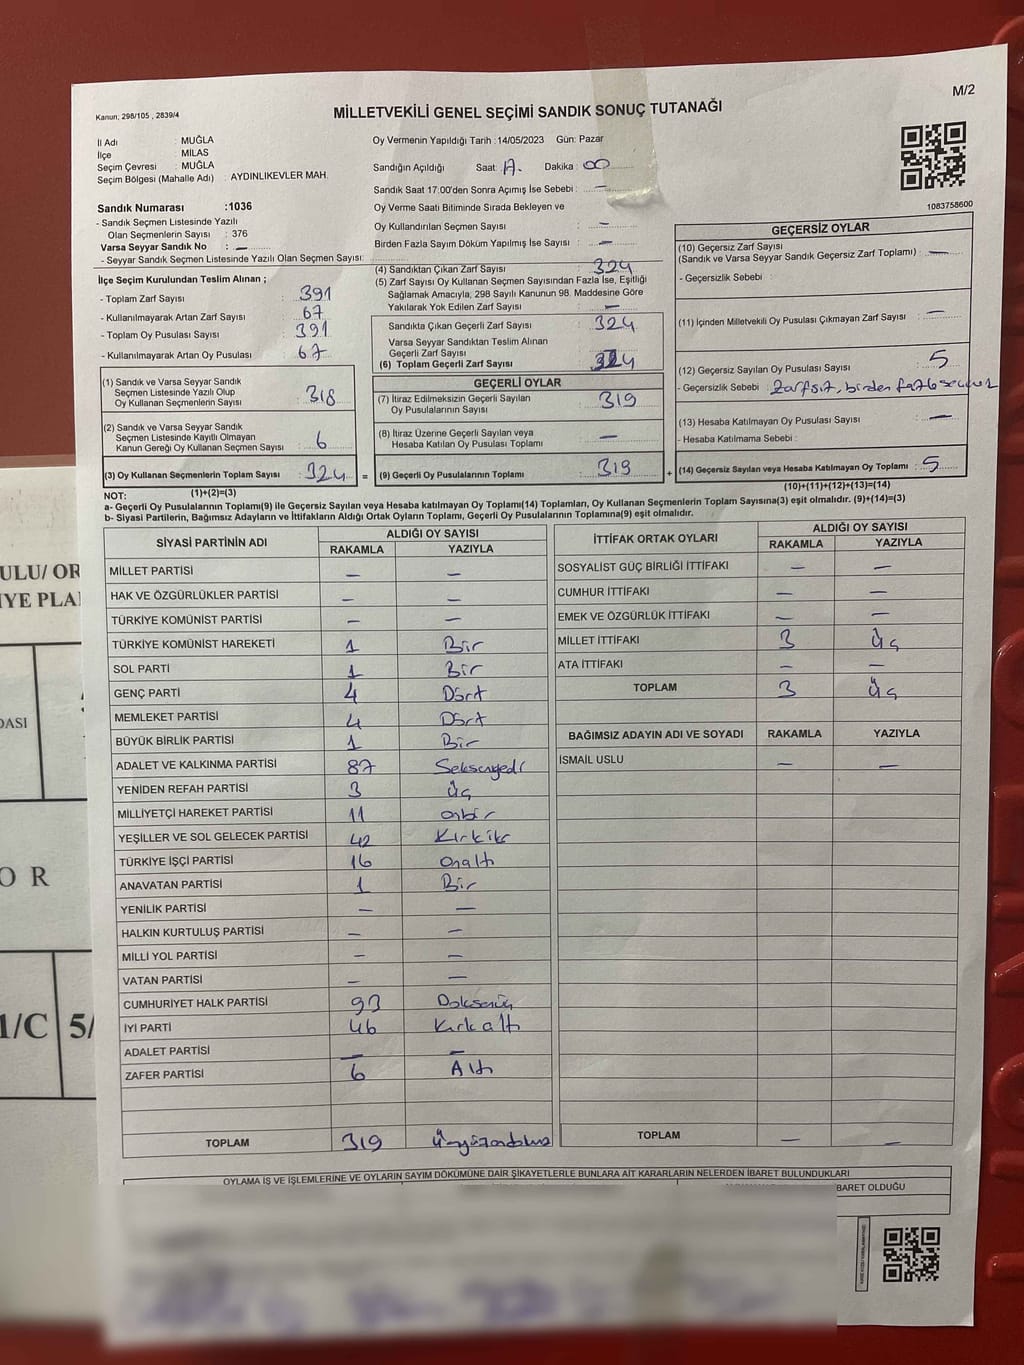 M/2
Kanun: 298/105 , 2839/4
MİLLETVEKİLİ GENEL SEÇİMİ SANDIK SONUÇ TUTANAĞI
İl Adı : MUĞLA
İlçe : MİLAS
Seçim Çevresi : MUĞLA
Seçim Bölgesi (Mahalle Adı) : AYDINLIKEVLER MAH.
Sandık Numarası :1036
- Sandık Seçmen Listesinde Yazılı
Olan Seçmenlerin Sayısı : 376
Varsa Seyyar Sandık No : —
- Seyyar Sandık Seçmen Listesinde Yazılı Olan Seçmen Sayısı:
Oy Vermenin Yapıldığı Tarih :14/05/2023 Gün: Pazar
Sandığın Açıldığı Saat: Dakika : 00
Sandık Saat 17:00'den Sonra Açımış İse Sebebi : —
Oy Verme Saati Bitiminde Sırada Bekleyen ve
Oy Kullandırılan Seçmen Sayısı : —
Birden Fazla Sayım Döküm Yapılmış İse Sayısı : —
1083758600
İlçe Seçim Kurulundan Teslim Alınan ;
- Toplam Zarf Sayısı : 391
- Kullanılmayarak Artan Zarf Sayısı : 67
- Toplam Oy Pusulası Sayısı : 391
- Kullanılmayarak Artan Oy Pusulası : 67
(1) Sandık ve Varsa Seyyar Sandık
Seçmen Listesinde Yazılı Olup
Oy Kullanan Seçmenlerin Sayısı : 318
(2) Sandık ve Varsa Seyyar Sandık
Seçmen Listesinde Kayıllı Olmayan
Kanun Gereği Oy Kullanan Seçmen Sayısı : 6
(3) Oy Kullanan Seçmenlerin Toplam Sayısı : 324 =
(1)+(2)=(3)
(4) Sandıktan Çıkan Zarf Sayısı : 324
(5) Zarf Sayısı Oy Kullanan Seçmen Sayısından Fazla İse, Eşitliği
Sağlamak Amacıyla, 298 Sayılı Kanunun 98. Maddesine Göre
Yakılarak Yok Edilen Zarf Sayısı : —
Sandıkta Çıkan Geçerli Zarf Sayısı : 324
Varsa Seyyar Sandıktan Teslim Alınan
Geçerli Zarf Sayısı :
(6) Toplam Geçerli Zarf Sayısı : 324
GEÇERLİ OYLAR
(7) İtiraz Edilmeksizin Geçerli Sayılan
Oy Pusulalarının Sayısı : 319
(8) İtiraz Üzerine Geçerli Sayılan veya
Hesaba Katılan Oy Pusulası Toplamı : —
(9) Geçerli Oy Pusulalarının Toplamı : 319 +
GEÇERSİZ OYLAR
(10) Geçersiz Zarf Sayısı
(Sandık ve Varsa Seyyar Sandık Geçersiz Zarf Toplamı) : —
- Geçersizlik Sebebi :
(11) İçinden Milletvekili Oy Pusulası Çıkmayan Zarf Sayısı : —
(12) Geçersiz Sayılan Oy Pusulası Sayısı : 5
- Geçersizlik Sebebi : Zarfsız, birden fazla
(13) Hesaba Katılmayan Oy Pusulası Sayısı : —
- Hesaba Katılmama Sebebi :
(14) Geçersiz Sayılan veya Hesaba Katılmayan Oy Toplamı : 5
(10)+(11)+(12)+(13)=(14)
NOT:
a- Geçerli Oy Pusulalarının Toplamı(9) ile Geçersiz Sayılan veya Hesaba katılmayan Oy Toplamı(14) Toplamları, Oy Kullanan Seçmenlerin Toplam Sayısına(3) eşit olmalıdır. (9)+(14)=(3)
b- Siyasi Partilerin, Bağımsız Adayların ve İttifakların Aldığı Ortak Oyların Toplamı, Geçerli Oy Pusulalarının Toplamına(9) eşit olmalıdır.
SİYASİ PARTİNİN ADI
ALDIĞI OY SAYISI
RAKAMLA YAZIYLA
MİLLET PARTİSİ — —
HAK VE ÖZGÜRLÜKLER PARTİSİ — —
TÜRKİYE KOMÜNİST PARTİSİ — —
TÜRKİYE KOMÜNİST HAREKETİ 1 Bir
SOL PARTİ 1 Bir
GENÇ PARTİ 4 Dört
MEMLEKET PARTİSİ 4 Dört
BÜYÜK BİRLİK PARTİSİ 1 Bir
ADALET VE KALKINMA PARTİSİ 87 Seksenyedi
YENİDEN REFAH PARTİSİ 3 Üç
MİLLİYETÇİ HAREKET PARTİSİ 11 onbir
YEŞİLLER VE SOL GELECEK PARTİSİ 42 Kırkiki
TÜRKİYE İŞÇİ PARTİSİ 16 Onaltı
ANAVATAN PARTİSİ 1 Bir
YENİLİK PARTİSİ — —
HALKIN KURTULUŞ PARTİSİ — —
MİLLİ YOL PARTİSİ — —
VATAN PARTİSİ — —
CUMHURİYET HALK PARTİSİ 93 Doksanüç
İYİ PARTİ 46 Kırkaltı
ADALET PARTİSİ — —
ZAFER PARTİSİ 6 Altı
TOPLAM 319 Üçyüzondokuz
İTTİFAK ORTAK OYLARI
ALDIĞI OY SAYISI
RAKAMLA YAZIYLA
SOSYALİST GÜÇ BİRLİĞİ İTTİFAKI — —
CUMHUR İTTİFAKI — —
EMEK VE ÖZGÜRLÜK İTTİFAKI — —
MİLLET İTTİFAKI 3 Üç
ATA İTTİFAKI — —
TOPLAM 3 Üç
BAĞIMSIZ ADAYIN ADI VE SOYADI RAKAMLA YAZIYLA
İSMAİL USLU — —
TOPLAM — —
OYLAMA İŞ VE İŞLEMLERİNE VE OYLARIN SAYIM DÖKÜMÜNE DAİR ŞİKAYETLERLE BUNLARA AİT KARARLARIN NELERDEN İBARET BULUNDUKLARI
BARET OLDUĞU
ULU/ OR
İYE PLA
DASI
O R
1/C 5/